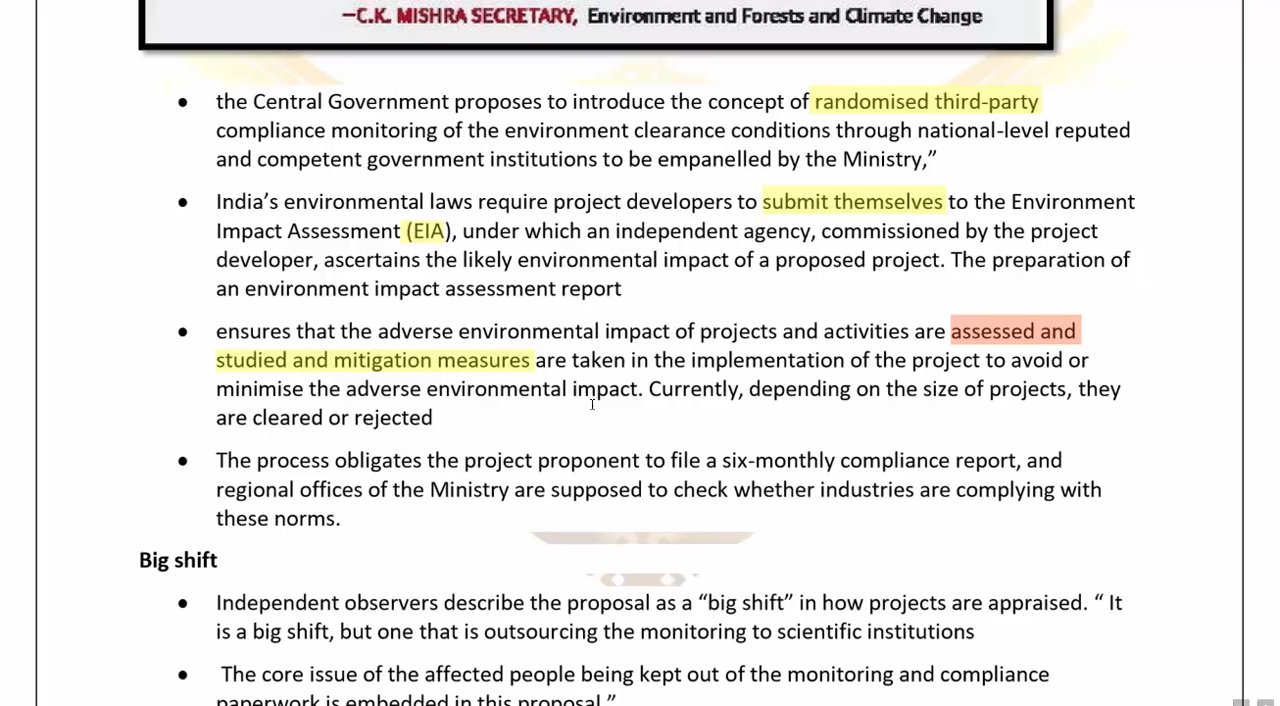 —C.K. MISHRA SECRETARY, Environment and Forests and Climate Change
• the Central Government proposes to introduce the concept of randomised third-party
compliance monitoring of the environment clearance conditions through national-level reputed
and competent government institutions to be empanelled by the Ministry,”
• India’s environmental laws require project developers to submit themselves to the Environment
Impact Assessment (EIA), under which an independent agency, commissioned by the project
developer, ascertains the likely environmental impact of a proposed project. The preparation of
an environment impact assessment report
• ensures that the adverse environmental impact of projects and activities are assessed and
studied and mitigation measures are taken in the implementation of the project to avoid or
minimise the adverse environmental impact. Currently, depending on the size of projects, they
are cleared or rejected
• The process obligates the project proponent to file a six-monthly compliance report, and
regional offices of the Ministry are supposed to check whether industries are complying with
these norms.
Big shift
• Independent observers describe the proposal as a “big shift” in how projects are appraised. “ It
is a big shift, but one that is outsourcing the monitoring to scientific institutions
• The core issue of the affected people being kept out of the monitoring and compliance
paperwork is embedded in this proposal.”